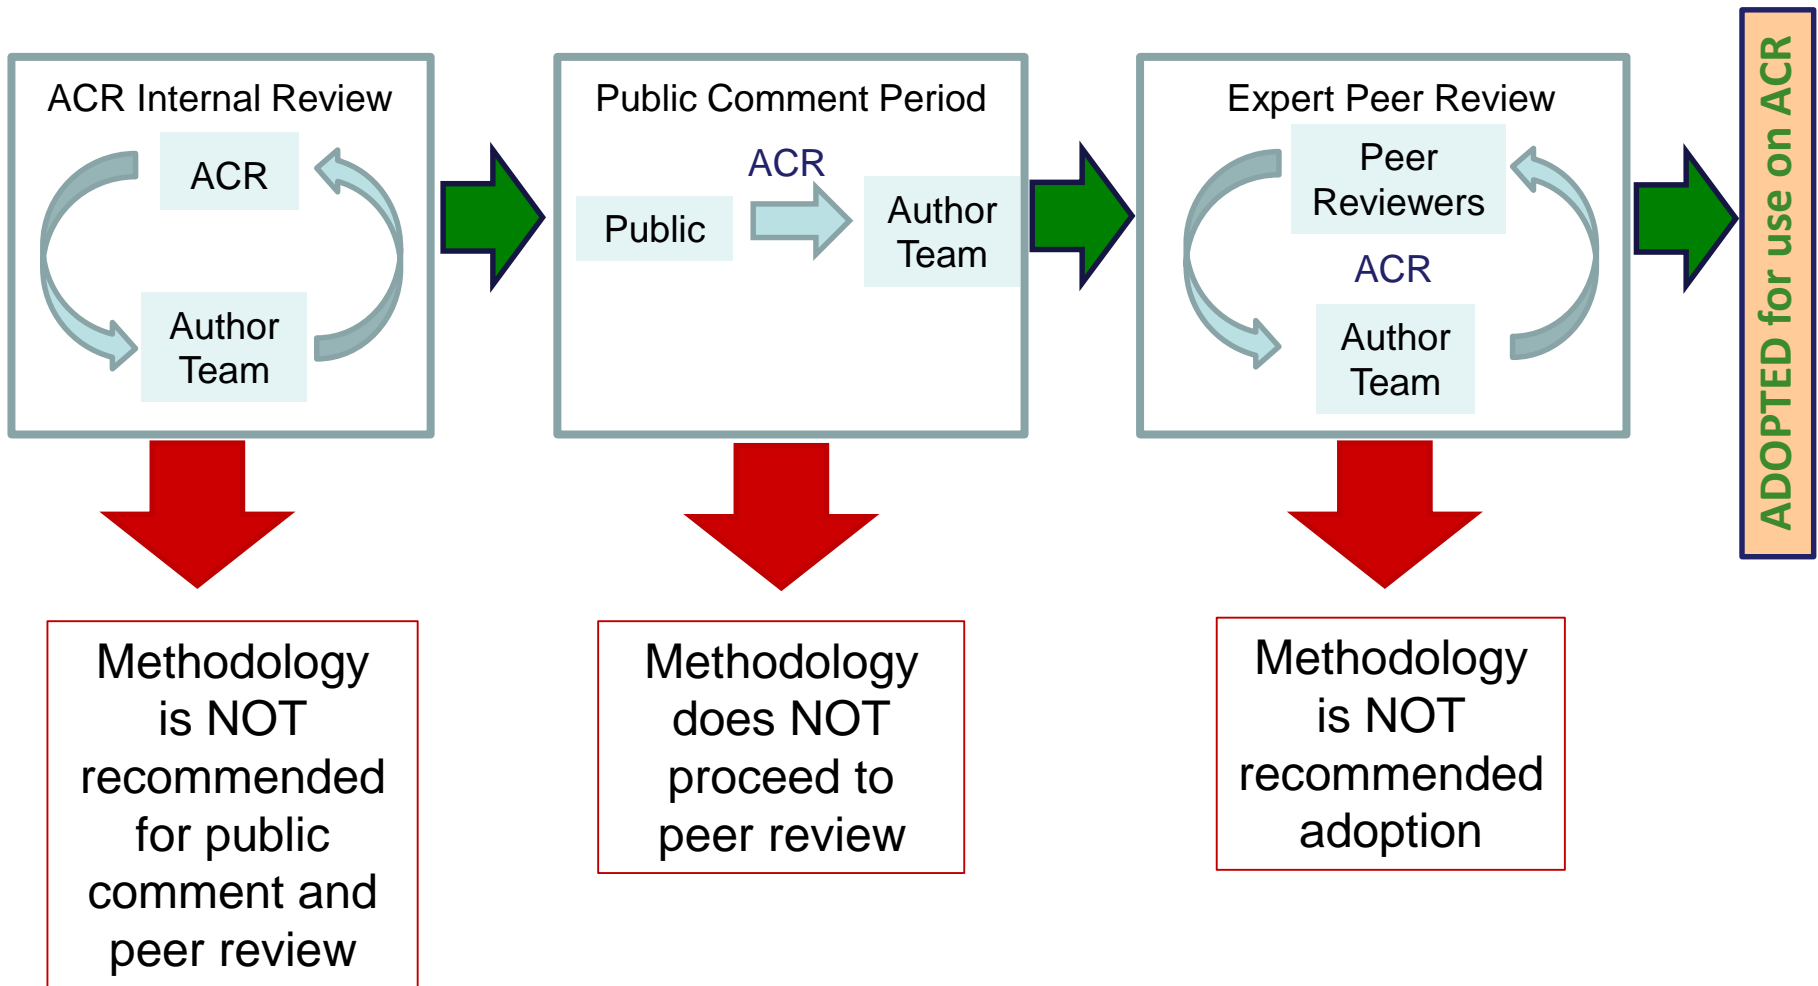 ACR Internal Review
ACR
Author
Team
Public Comment Period
ACR
Public
Author
Team
Expert Peer Review
Peer
Reviewers
ACR
Author
Team
ADOPTED for use on ACR
Methodology
is NOT
recommended
for public
comment and
peer review
Methodology
does NOT
proceed to
peer review
Methodology
is NOT
recommended
adoption